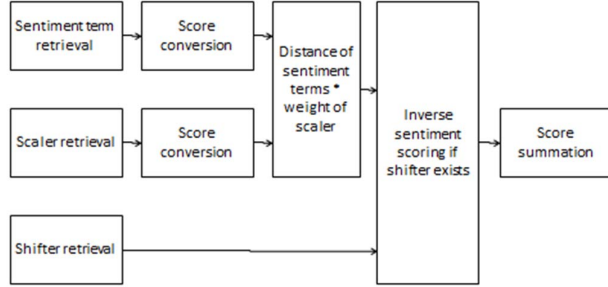 Sentiment term
retrieval
Score
conversion
Distance of
sentiment
terms *
weight of
scaler
Scaler retrieval
Score
conversion
Inverse
sentiment
scoring if
shifter exists
Score
summation
Shifter retrieval